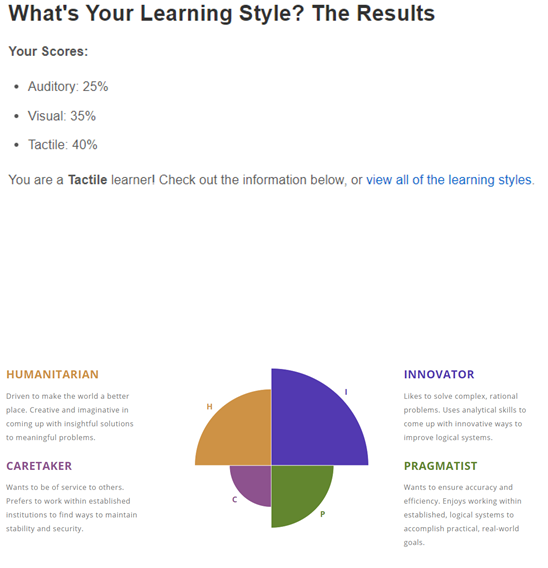 What's Your Learning Style? The Results
Your Scores:
• Auditory: 25%
• Visual: 35%
• Tactile: 40%
You are a Tactile learner! Check out the information below, or view all of the learning styles.
HUMANITARIAN
Driven to make the world a better
place. Creative and imaginative in
coming up with insightful solutions
to meaningful problems.
CARETAKER
Wants to be of service to others.
Prefers to work within established
institutions to find ways to maintain
stability and security.
H
I
C
P
INNOVATOR
Likes to solve complex, rational
problems. Uses analytical skills to
come up with innovative ways to
improve logical systems.
PRAGMATIST
Wants to ensure accuracy and
efficiency. Enjoys working within
established, logical systems to
accomplish practical, real-world
goals.